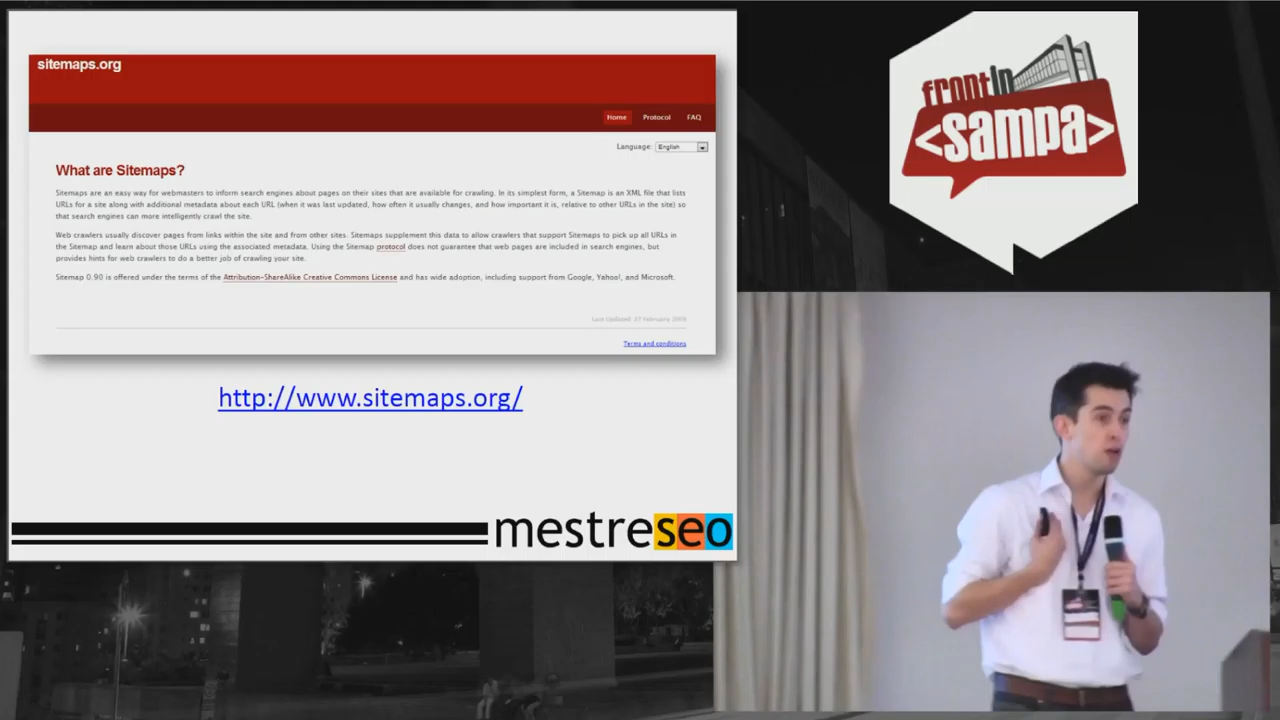 sitemaps.org
Home Protocol FAQ
Language: English
What are Sitemaps?
Sitemaps are an easy way for webmasters to inform search engines about pages on their sites that are available for crawling. In its simplest form, a Sitemap is an XML file that lists
URLs for a site along with additional metadata about each URL (when it was last updated, how often it usually changes, and how important it is, relative to other URLs in the site) so
that search engines can more intelligently crawl the site.
Web crawlers usually discover pages from links within the site and from other sites. Sitemaps supplement this data to allow crawlers that support Sitemaps to pick up all URLs in
the Sitemap and learn about those URLs using the associated metadata. Using the Sitemap protocol does not guarantee that web pages are included in search engines, but
provides hints for web crawlers to do a better job of crawling your site.
Sitemap 0.90 is offered under the terms of the Attribution-ShareAlike Creative Commons License and has wide adoption, including support from Google, Yahoo!, and Microsoft.
Last Updated: 27 February 2008
Terms and conditions
http://www.sitemaps.org/
mestreseo
frontin
<sampa>